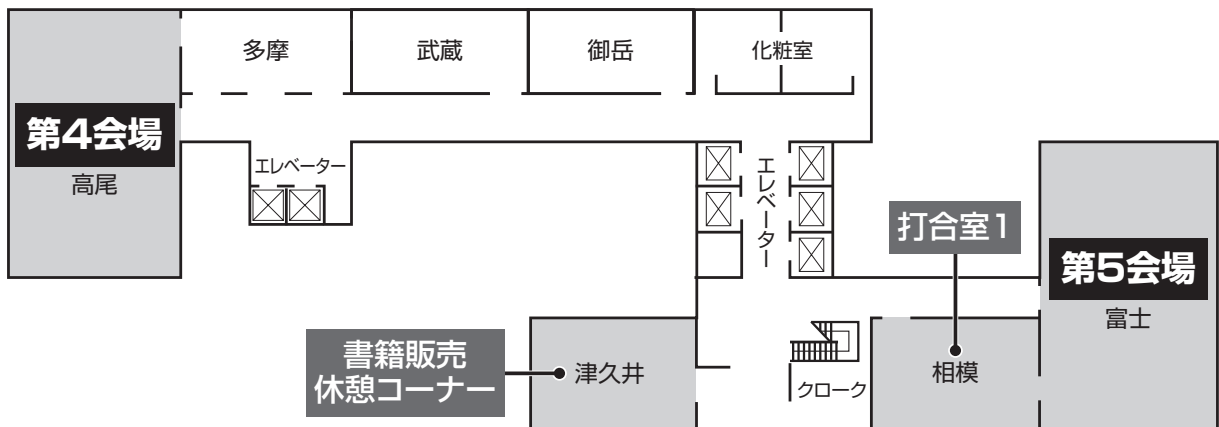 多摩
武蔵
御岳
化粧室
第4会場
高尾
エレベーター
エレベーター
打合室1
第5会場
富士
書籍販売
休憩コーナー
津久井
クローク
相模